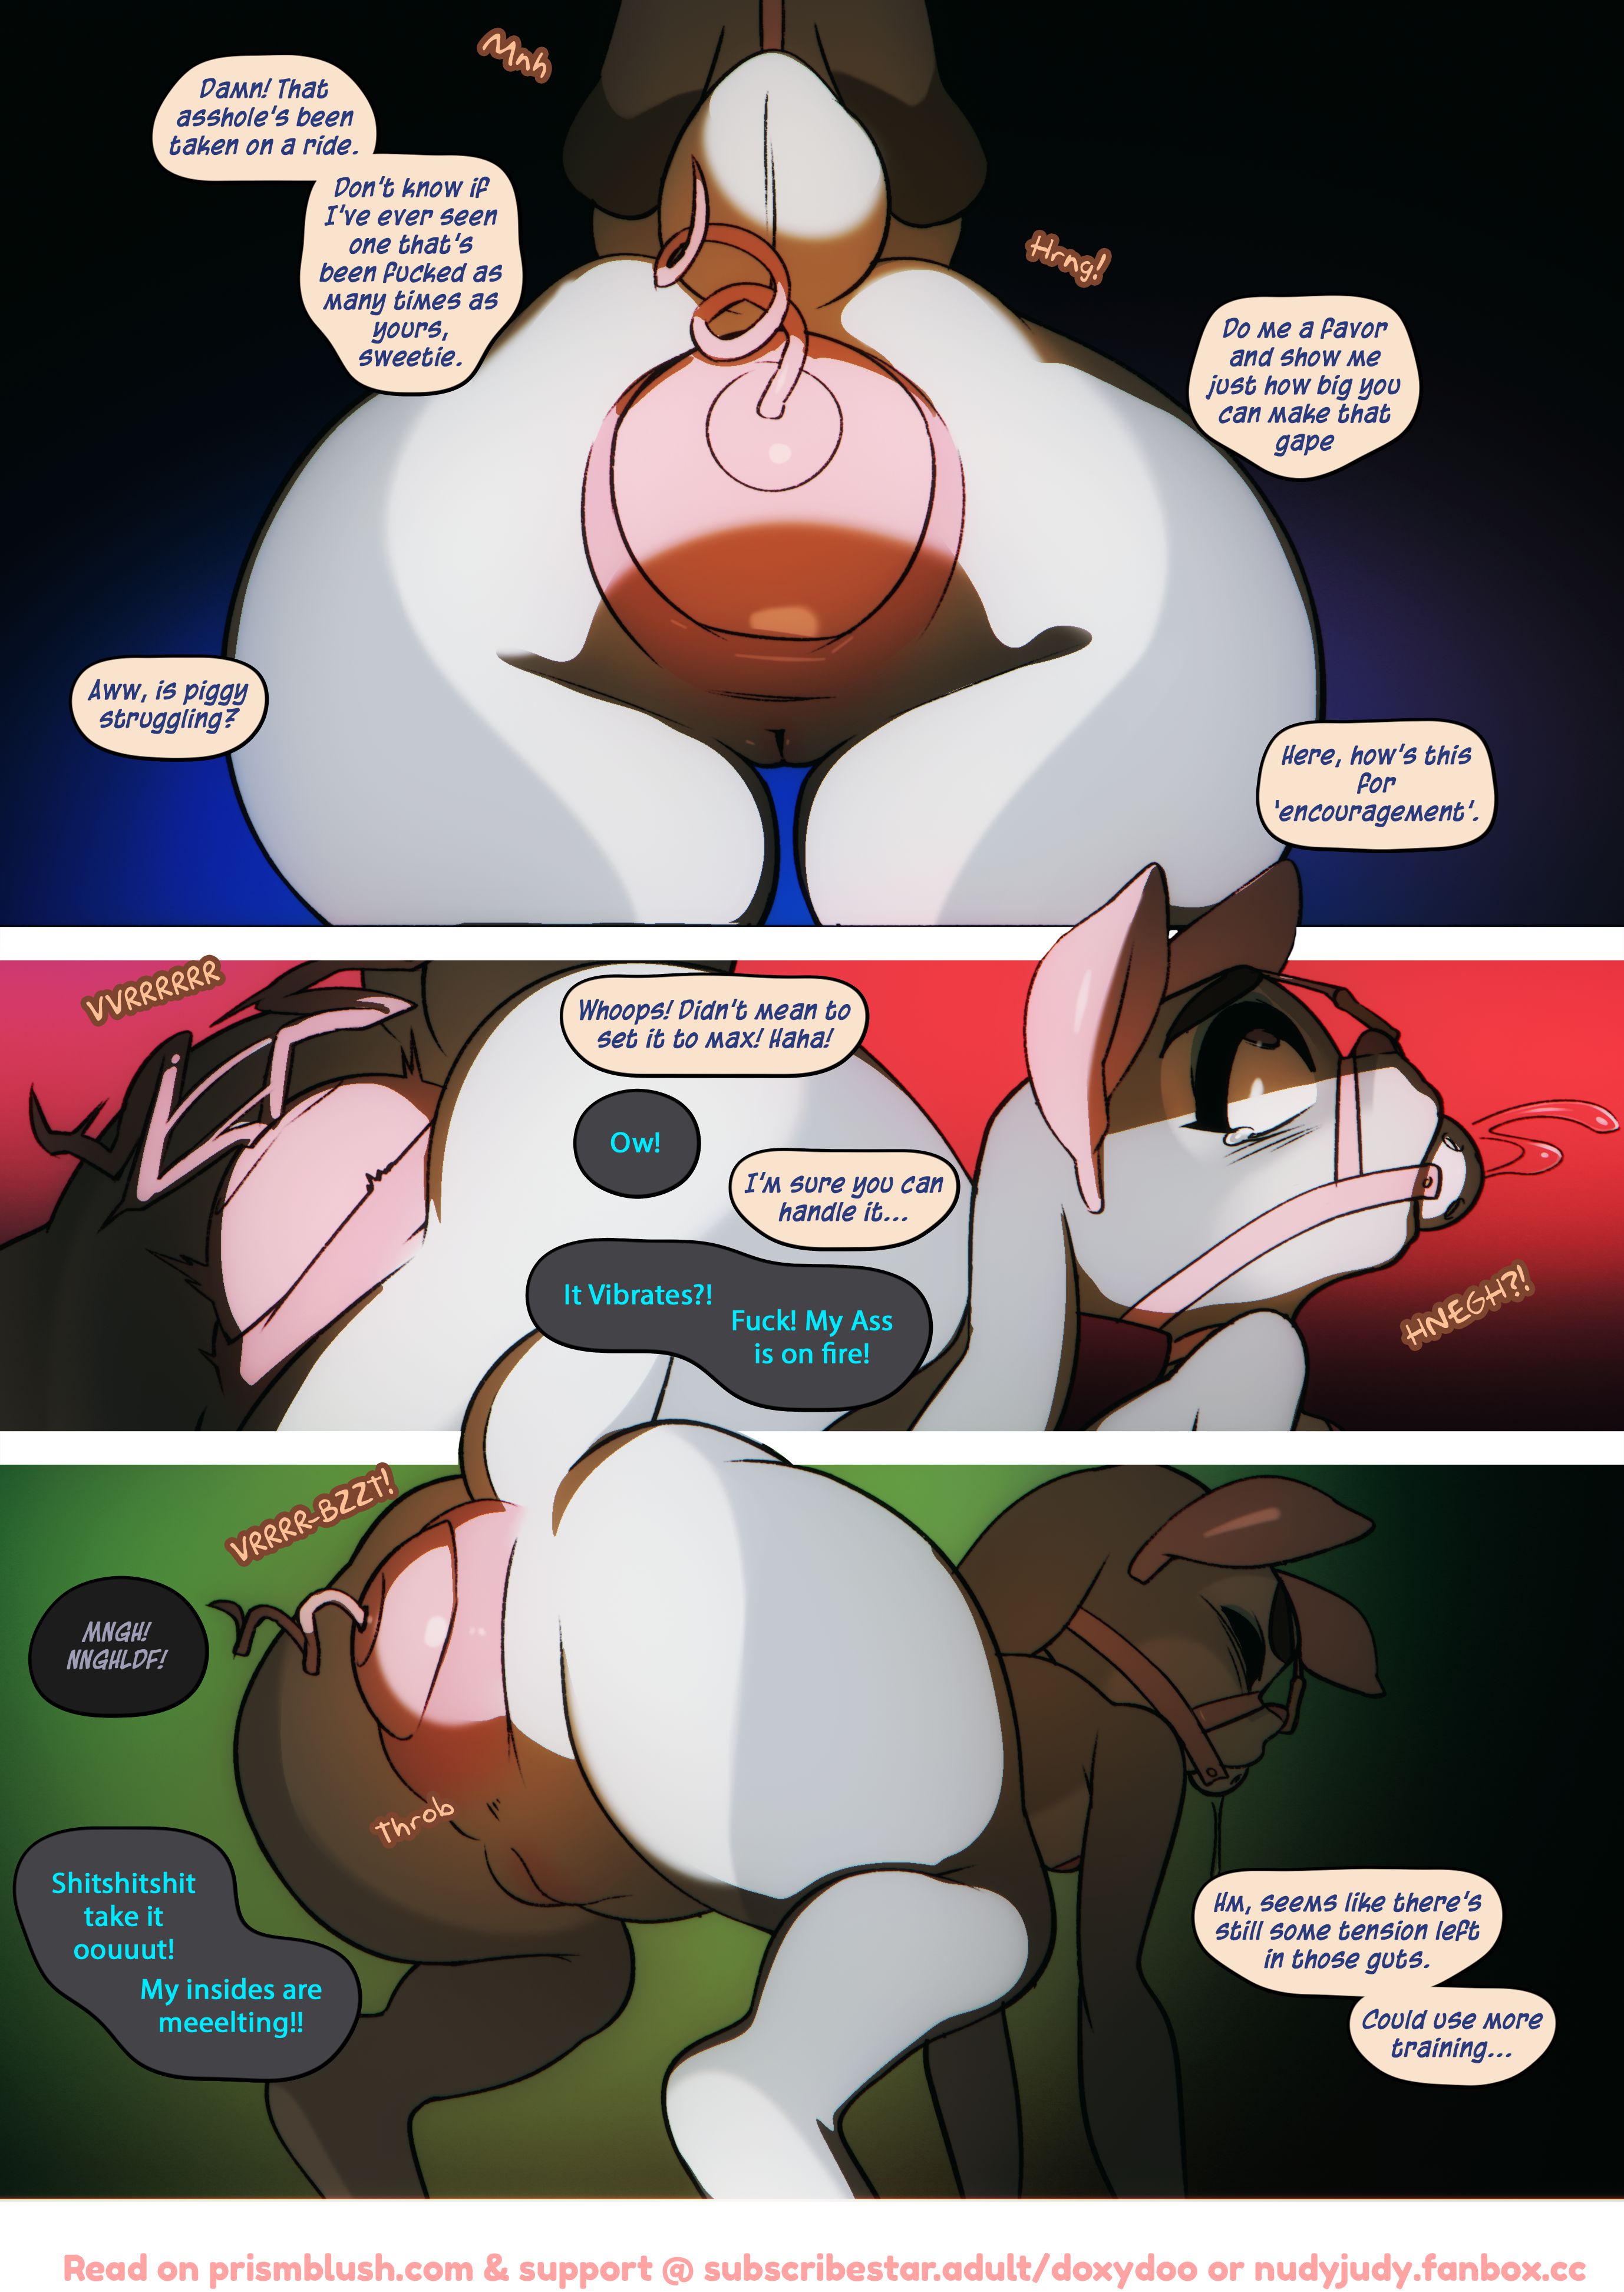 Mnh
Damn! That
asshole's been
taken on a ride.
Don't know if
I've ever seen
one that's
been fucked as
many times as
yours,
sweetie.
Hrng!
Do me a favor
and show me
just how big you
can make that
gape
Aww, is piggy
struggling?
Here, how's this
for
'encouragement'.
VVRRRRRR
Whoops! Didn't mean to
set it to max! Haha!
Ow!
I'm sure you can
handle it...
It Vibrates?!
Fuck! My Ass
is on fire!
HNEGH?!
VRRRR-BZZT!
MNGH!
NNGHLDF!
Throb
Shitshitshit
take it
oouuut!
My insides are
meeelting!!
Hm, seems like there's
still some tension left
in those guts.
Could use more
training...
Read on prismblush.com & support @ subscribestar.adult/doxydoo or nudyjudy.fanbox.cc